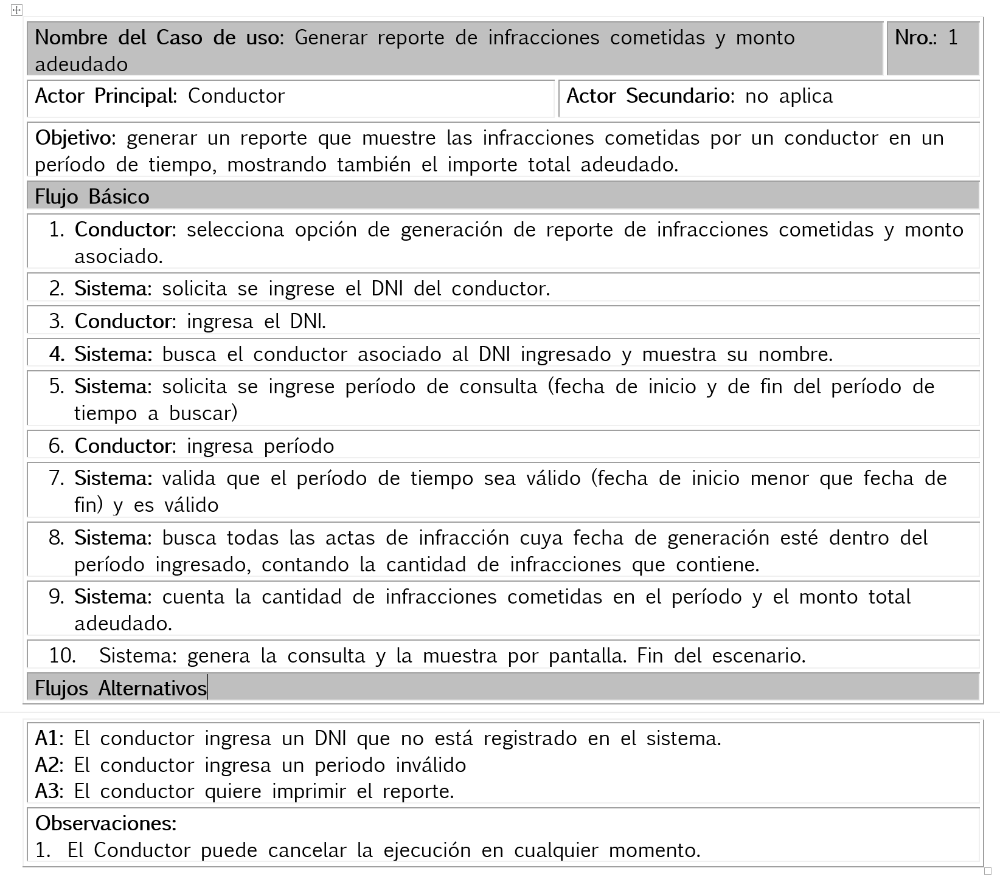 Nombre del Caso de uso: Generar reporte de infracciones cometidas y monto
adeudado
Nro.: 1
Actor Principal: Conductor
Actor Secundario: no aplica
Objetivo: generar un reporte que muestre las infracciones cometidas por un conductor en un
período de tiempo, mostrando también el importe total adeudado.
Flujo Básico
1. Conductor: selecciona opción de generación de reporte de infracciones cometidas y monto
asociado.
2. Sistema: solicita se ingrese el DNI del conductor.
3. Conductor: ingresa el DNI.
4. Sistema: busca el conductor asociado al DNI ingresado y muestra su nombre.
5. Sistema: solicita se ingrese período de consulta (fecha de inicio y de fin del período de
tiempo a buscar)
6. Conductor: ingresa período
7. Sistema: valida que el período de tiempo sea válido (fecha de inicio menor que fecha de
fin) y es válido
8. Sistema: busca todas las actas de infracción cuya fecha de generación esté dentro del
período ingresado, contando la cantidad de infracciones que contiene.
9. Sistema: cuenta la cantidad de infracciones cometidas en el período y el monto total
adeudado.
10. Sistema: genera la consulta y la muestra por pantalla. Fin del escenario.
Flujos Alternativos
A1: El conductor ingresa un DNI que no está registrado en el sistema.
A2: El conductor ingresa un periodo inválido
A3: El conductor quiere imprimir el reporte.
Observaciones:
1. El Conductor puede cancelar la ejecución en cualquier momento.